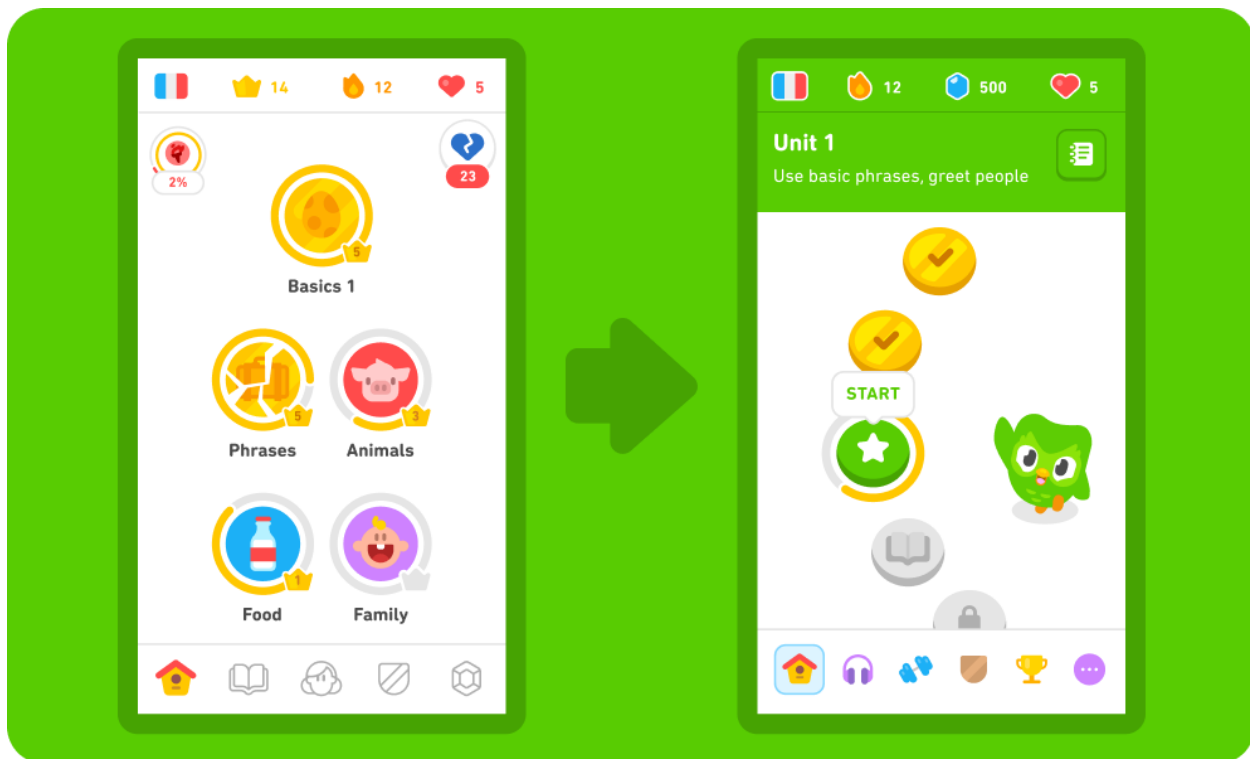 14 12 5
2%
23
5
Basics 1
5 3
Phrases Animals
1
Food Family
12 500 5
Unit 1
Use basic phrases, greet people
START